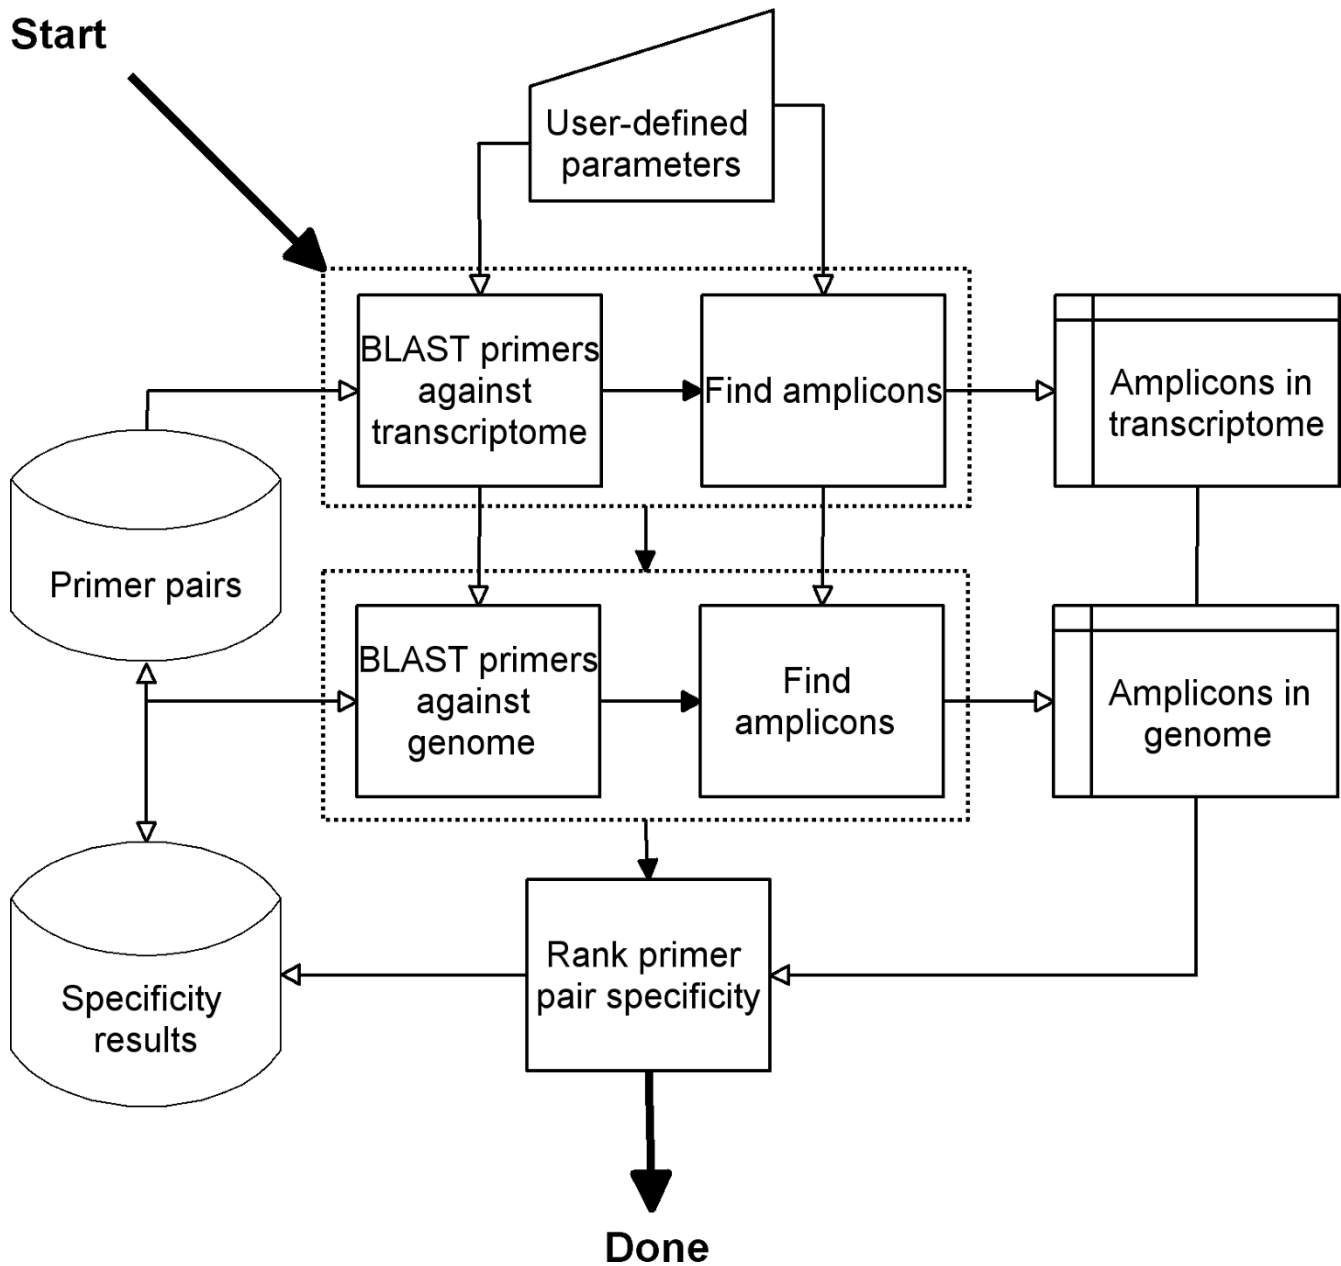 Start
User-defined
parameters
BLAST primers
against
transcriptome
Find amplicons
Amplicons in
transcriptome
Primer pairs
BLAST primers
against
genome
Find
amplicons
Amplicons in
genome
Rank primer
pair specificity
Specificity
results
Done